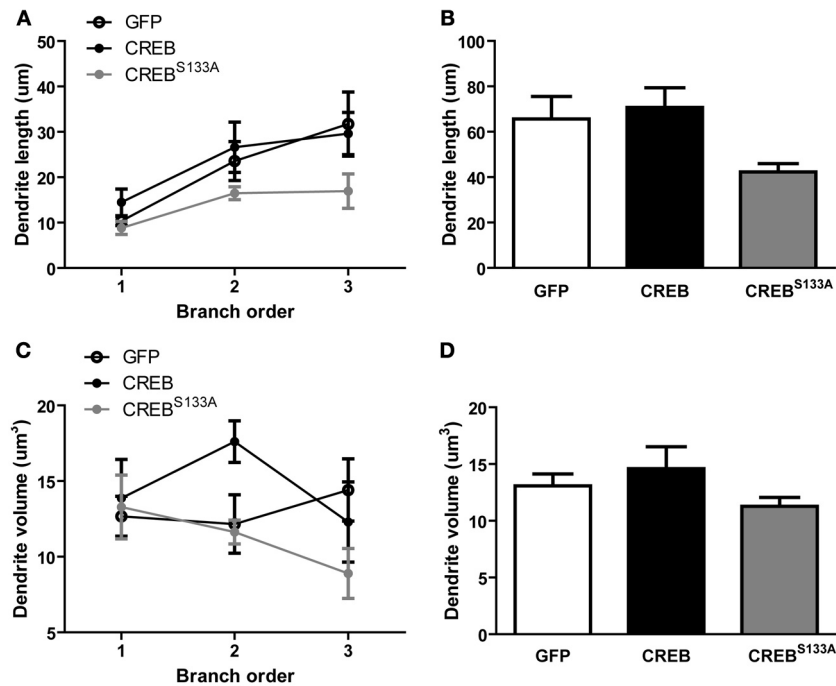 A
GFP
CREB
CREBS133A
Dendrite length (um)
50
40
30
20
10
0
1 2 3
Branch order
B
Dendrite length (um)
100
80
60
40
20
0
GFP CREB CREBS133A
C
GFP
CREB
CREBS133A
Dendrite volume (um3)
20
15
10
5
1 2 3
Branch order
D
Dendrite volume (um3)
20
15
10
5
0
GFP CREB CREBS133A